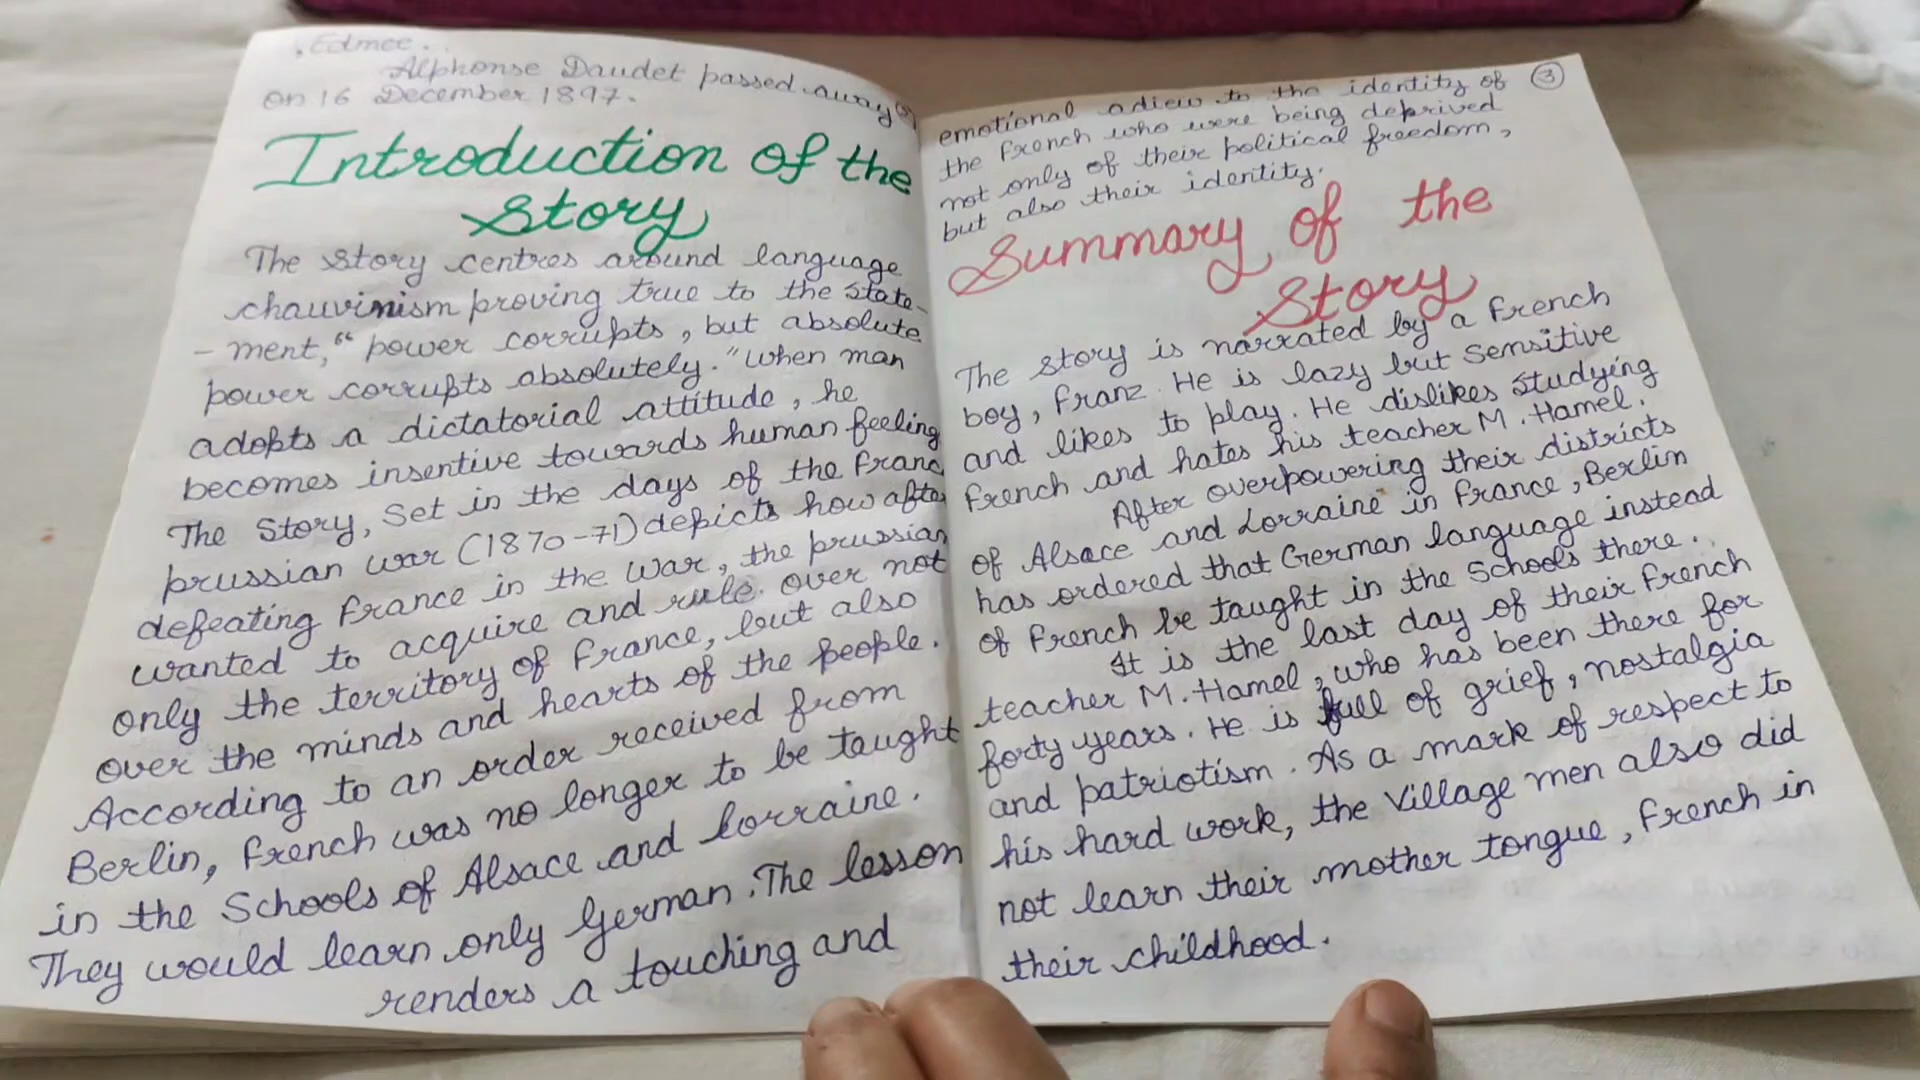 , Edmee.
Alphonse Daudet passed away
on 16 December 1897.
Introduction of the
Story
The story centres around language
chauvinism proving true to the state-
- ment, "power corrupts, but absolute
power corrupts absolutely." When man
adopts a dictatorial attitude, he
becomes insentive towards human feeling
The Story, Set in the days of the Franc
prussian war (1870-71) depicts how after
defeating france in the war, the prussian
wanted to acquire and rule over not
only the territory of france, but also
over the minds and hearts of the people.
According to an order received from
Berlin, french was no longer to be taught
in the Schools of Alsace and Lorraine.
They would learn only German. The lesson
renders a touching and
3
emotional adieu to the identity of
the french who were being deprived
not only of their political freedom,
but also their identity.
Summary of the
Story
The story is narrated by a french
boy, franz. He is lazy but Sensitive
and likes to play. He dislikes studying
french and hates his teacher M. Hamel.
After overpowering their districts
of Alsace and Lorraine in france, Berlin
has ordered that German language instead
of french be taught in the Schools there.
It is the last day of their french
teacher M. Hamel, who has been there for
forty years. He is full of grief, nostalgia
and patriotism. As a mark of respect to
his hard work, the Village men also did
not learn their mother tongue, french in
their childhood.